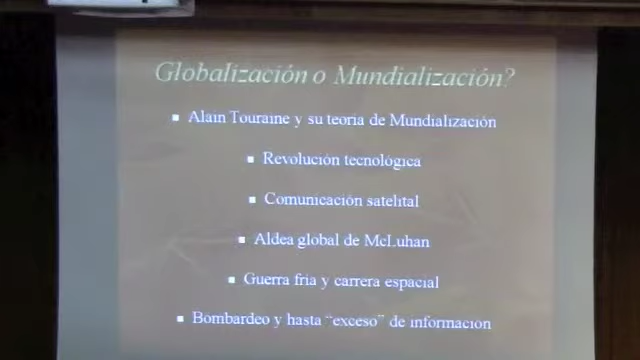 Globalización o Mundialización?
Alain Touraine y su teoria de Mundialización
Revolución tecnológica
Comunicación satelital
Aldea global de McLuhan
Guerra fria y carrera espacial
Bombardeo y hasta “exceso” de informacion